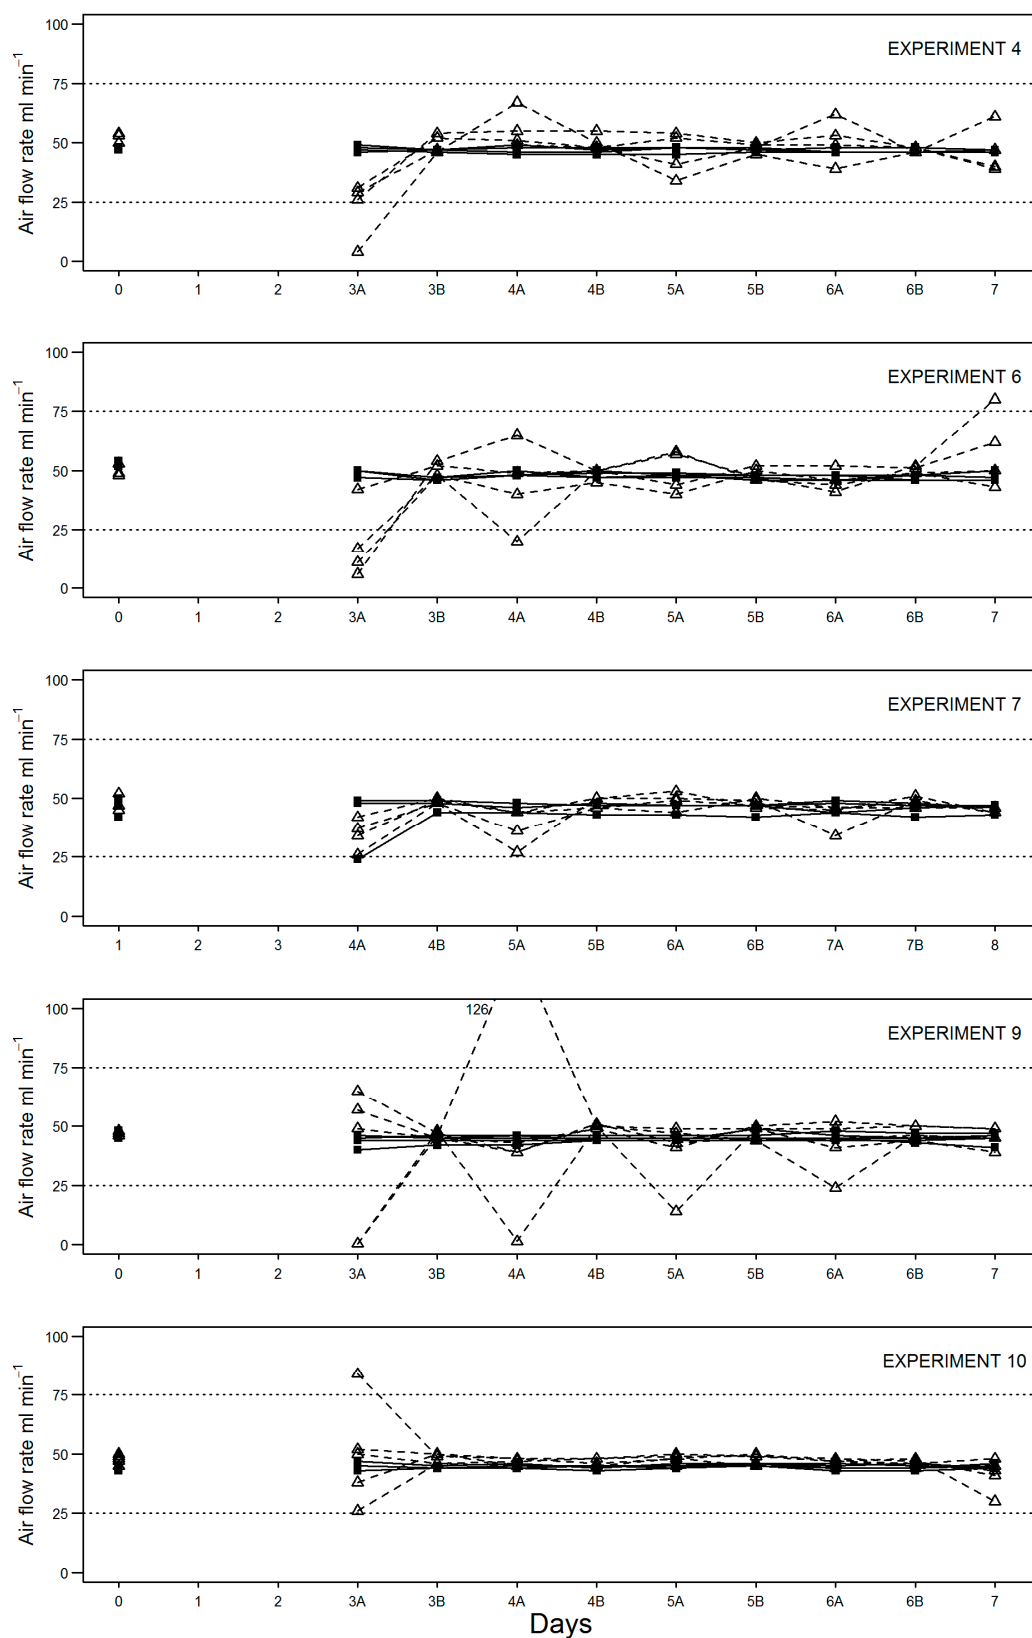 EXPERIMENT 4
Air flow rate ml min⁻¹
100
75
50
25
0
0 1 2 3A 3B 4A 4B 5A 5B 6A 6B 7
EXPERIMENT 6
Air flow rate ml min⁻¹
100
75
50
25
0
0 1 2 3A 3B 4A 4B 5A 5B 6A 6B 7
EXPERIMENT 7
Air flow rate ml min⁻¹
100
75
50
25
0
1 2 3 4A 4B 5A 5B 6A 6B 7A 7B 8
126
EXPERIMENT 9
Air flow rate ml min⁻¹
100
75
50
25
0
0 1 2 3A 3B 4A 4B 5A 5B 6A 6B 7
EXPERIMENT 10
Air flow rate ml min⁻¹
100
75
50
25
0
0 1 2 3A 3B 4A 4B 5A 5B 6A 6B 7
Days